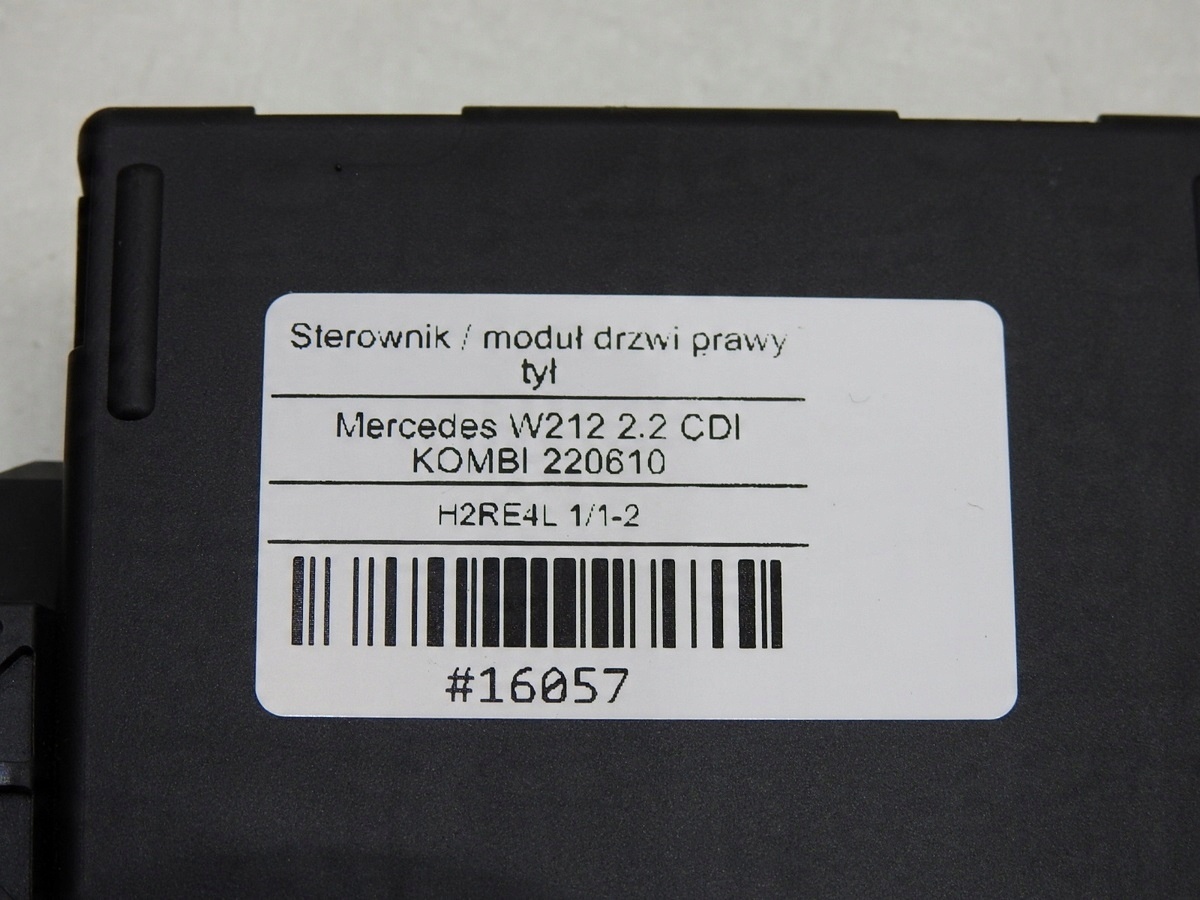 Sterownik / moduł drzwi prawy
tył
Mercedes W212 2.2 CDI
KOMBI 220610
H2RE4L 1/1-2
#16057